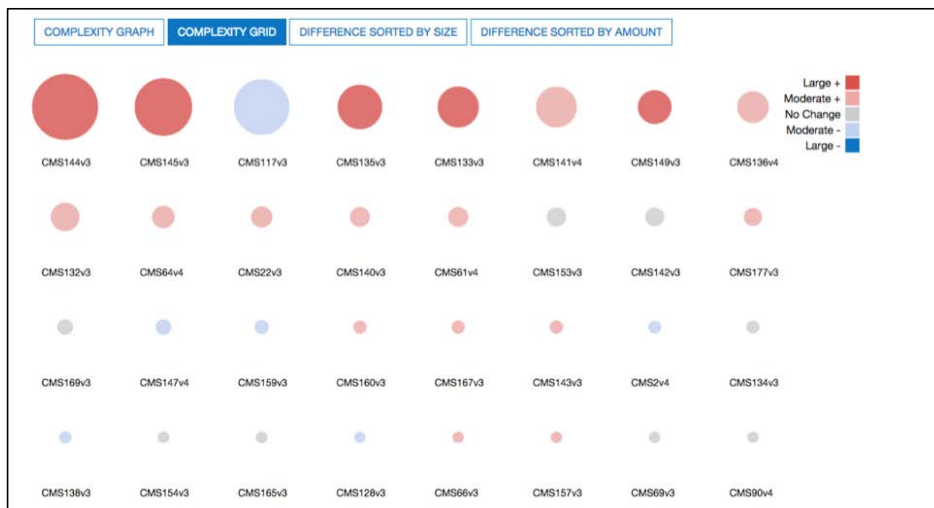 COMPLEXITY GRAPH COMPLEXITY GRID DIFFERENCE SORTED BY SIZE DIFFERENCE SORTED BY AMOUNT
Large +
Moderate +
No Change
Moderate -
Large -
CMS144v3 CMS145v3 CMS117v3 CMS135v3 CMS133v3 CMS141v4 CMS149v3 CMS136v4
CMS132v3 CMS64v4 CMS22v3 CMS140v3 CMS61v4 CMS153v3 CMS142v3 CMS177v3
CMS169v3 CMS147v4 CMS159v3 CMS160v3 CMS167v3 CMS143v3 CMS2v4 CMS134v3
CMS138v3 CMS154v3 CMS165v3 CMS128v3 CMS66v3 CMS157v3 CMS69v3 CMS90v4